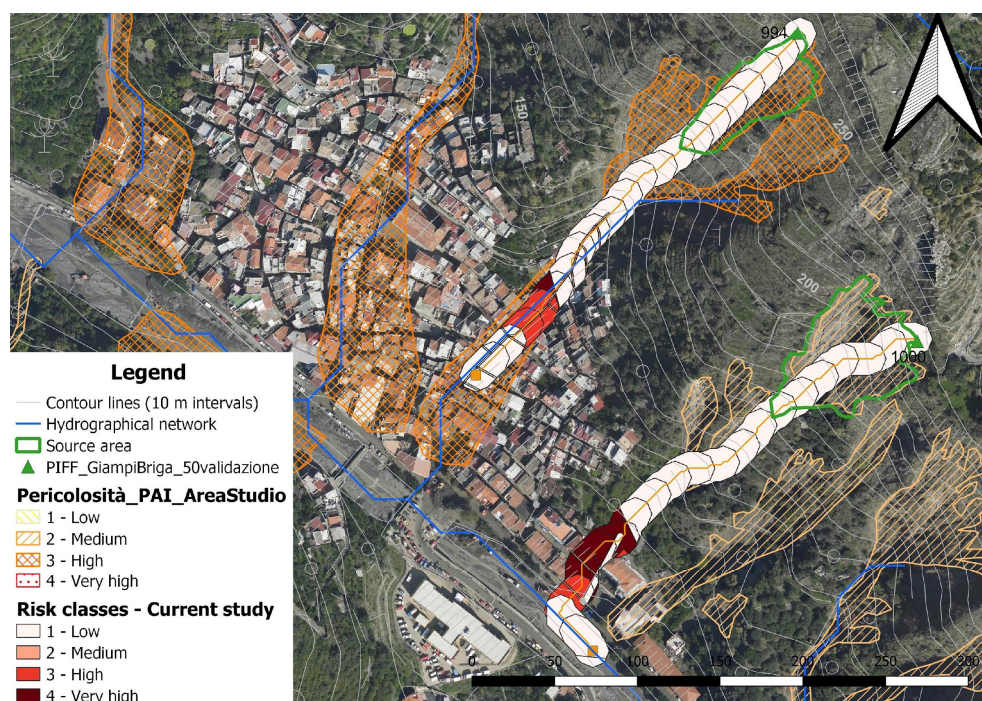 994
150
250
200
1000
Legend
Contour lines (10 m intervals)
Hydrographical network
Source area
PIFF_GiampiBriga_50validazione
Pericolosità_PAI_AreaStudio
1 - Low
2 - Medium
3 - High
4 - Very high
Risk classes - Current study
1 - Low
2 - Medium
3 - High
4 - Very high
0 50 100 150 200 250 300